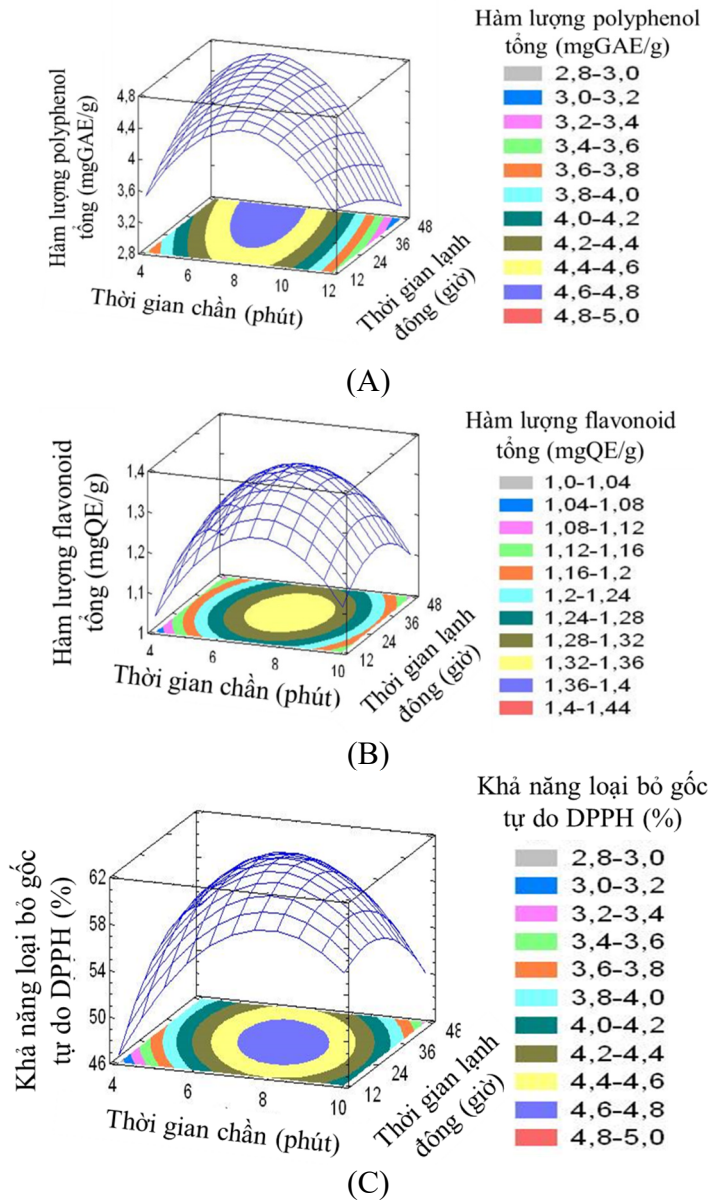 Hàm lượng polyphenol
tổng (mgGAE/g)
2,8-3,0
3,0-3,2
3,2-3,4
3,4-3,6
3,6-3,8
3,8-4,0
4,0-4,2
4,2-4,4
4,4-4,6
4,6-4,8
4,8-5,0
Hàm lượng polyphenol
tổng (mgGAE/g)
4,8
4,4
4
3,6
3,2
2,8
4 6 8 10 12
12 24 36 48
Thời gian chần (phút)
Thời gian lạnh
đông (giờ)
(A)
Hàm lượng flavonoid
tổng (mgQE/g)
1,0-1,04
1,04-1,08
1,08-1,12
1,12-1,16
1,16-1,2
1,2-1,24
1,24-1,28
1,28-1,32
1,32-1,36
1,36-1,4
1,4-1,44
Hàm lượng flavonoid
tổng (mgQE/g)
1,4
1,3
1,2
1,1
1
4 6 8 10
12 24 36 48
Thời gian chần (phút)
Thời gian lạnh
đông (giờ)
(B)
Khả năng loại bỏ gốc
tự do DPPH (%)
2,8-3,0
3,0-3,2
3,2-3,4
3,4-3,6
3,6-3,8
3,8-4,0
4,0-4,2
4,2-4,4
4,4-4,6
4,6-4,8
4,8-5,0
Khả năng loại bỏ gốc
tự do DPPH (%)
62
58
54
50
46
4 6 8 10
12 24 36 48
Thời gian chần (phút)
Thời gian lạnh
đông (giờ)
(C)